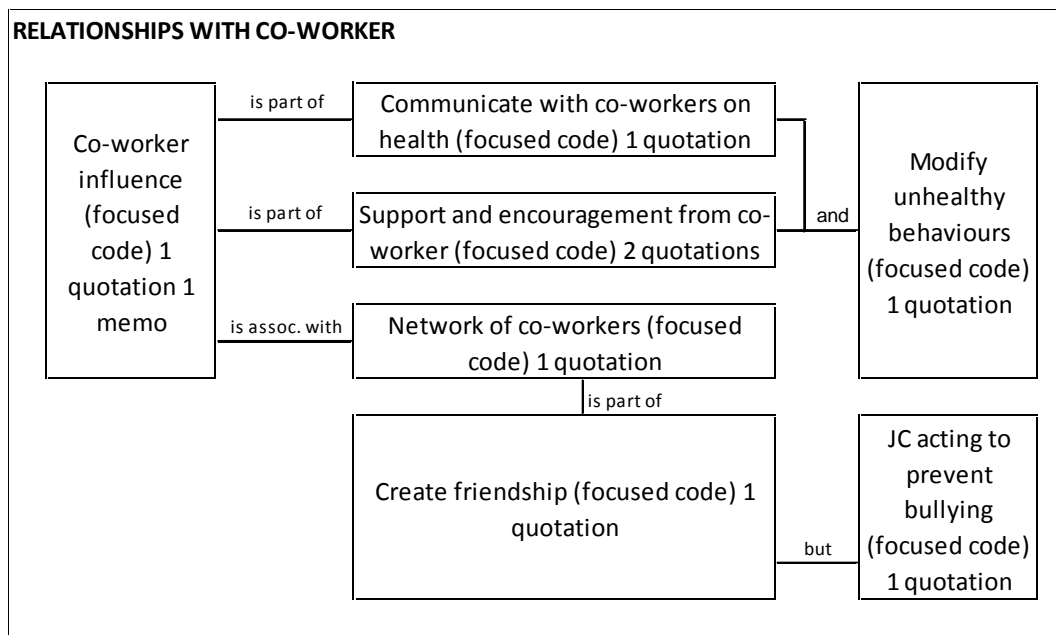 RELATIONSHIPS WITH CO-WORKER
Co-worker
influence
(focused
code) 1
quotation 1
memo
is part of
Communicate with co-workers on
health (focused code) 1 quotation
is part of
Support and encouragement from co-
worker (focused code) 2 quotations
and
Modify
unhealthy
behaviours
(focused code)
1 quotation
is assoc. with
Network of co-workers (focused
code) 1 quotation
is part of
Create friendship (focused code) 1
quotation
but
JC acting to
prevent
bullying
(focused code)
1 quotation